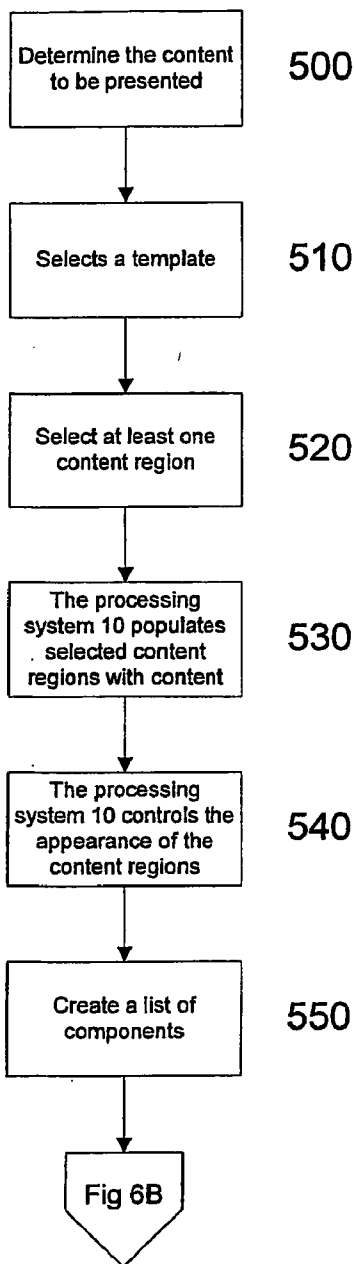 Determine the content
to be presented
500
Selects a template
510
Select at least one
content region
520
The processing
system 10 populates
selected content
regions with content
530
The processing
system 10 controls the
appearance of the
content regions
540
Create a list of
components
550
Fig 6B